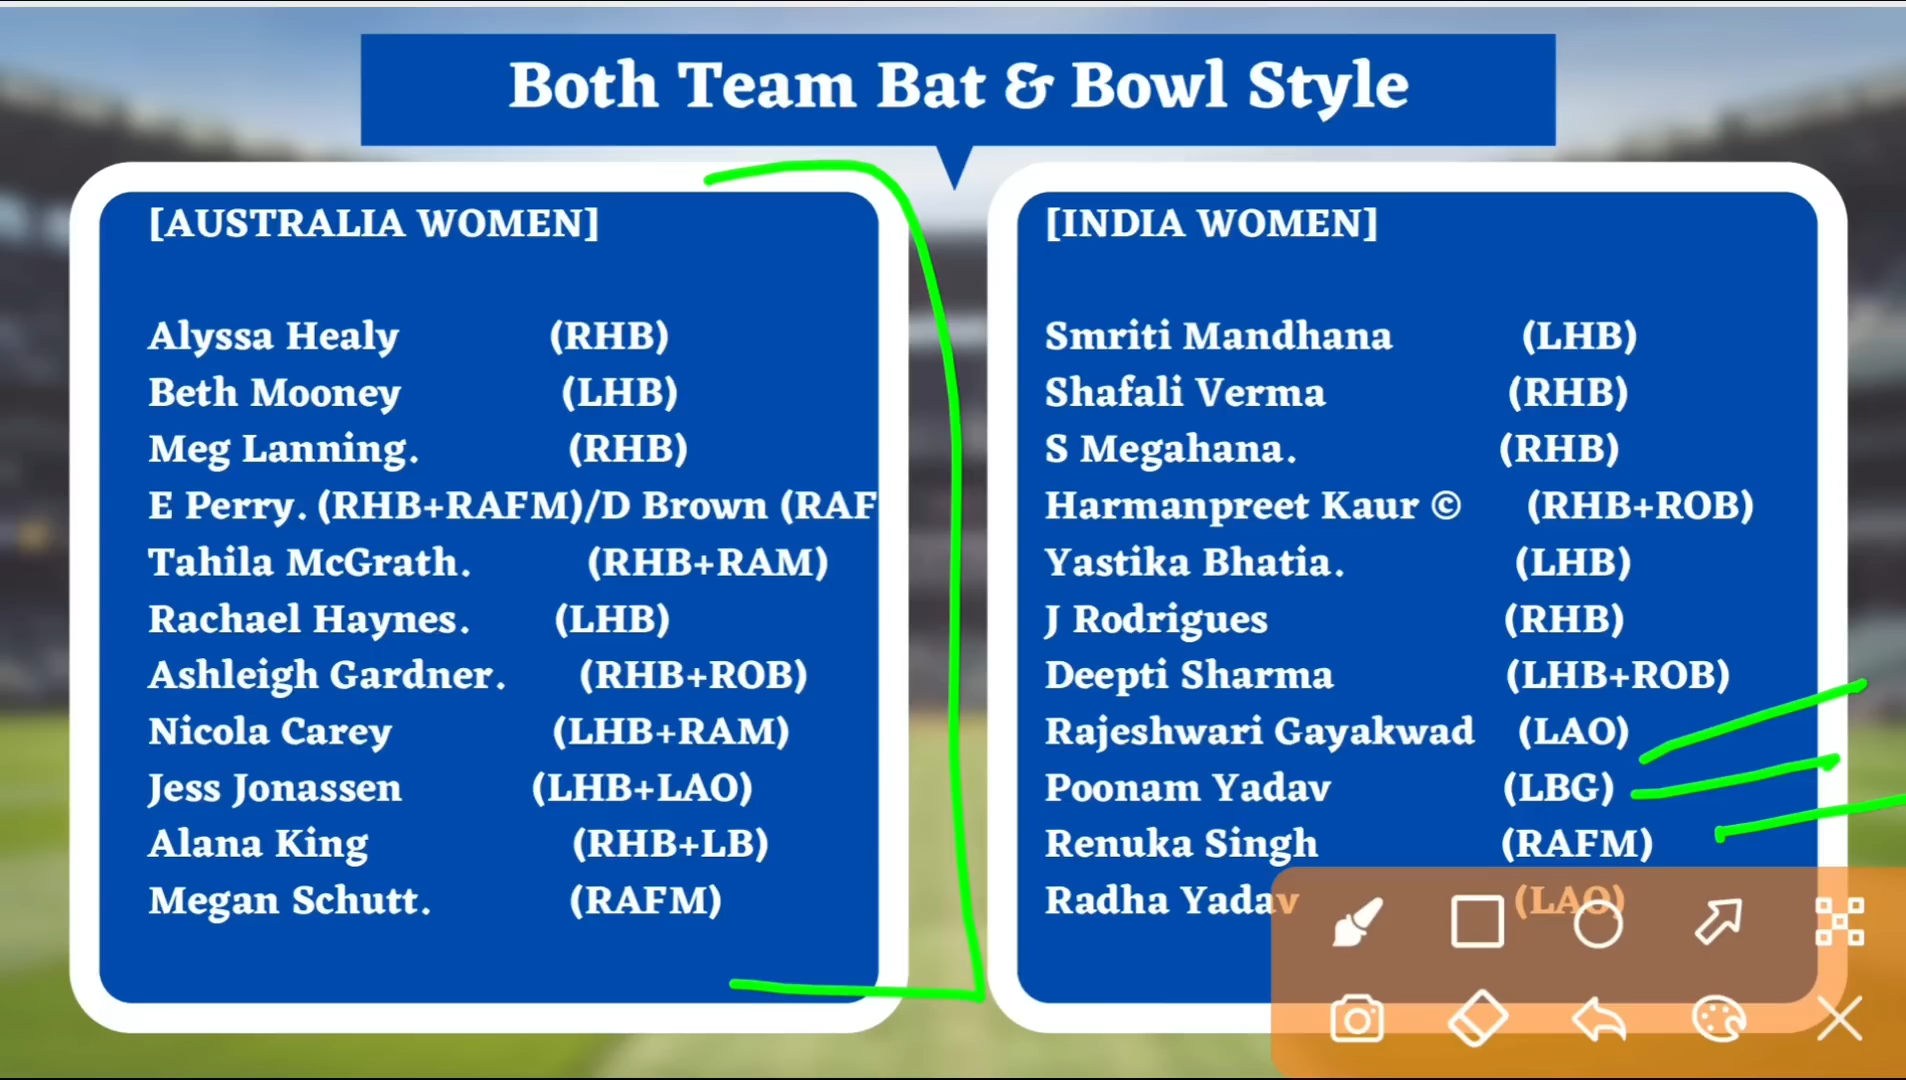 Both Team Bat & Bowl Style
[AUSTRALIA WOMEN]
Alyssa Healy (RHB)
Beth Mooney (LHB)
Meg Lanning. (RHB)
E Perry. (RHB+RAFM)/D Brown (RAF
Tahila McGrath. (RHB+RAM)
Rachael Haynes. (LHB)
Ashleigh Gardner. (RHB+ROB)
Nicola Carey (LHB+RAM)
Jess Jonassen (LHB+LAO)
Alana King (RHB+LB)
Megan Schutt. (RAFM)
[INDIA WOMEN]
Smriti Mandhana (LHB)
Shafali Verma (RHB)
S Megahana. (RHB)
Harmanpreet Kaur © (RHB+ROB)
Yastika Bhatia. (LHB)
J Rodrigues (RHB)
Deepti Sharma (LHB+ROB)
Rajeshwari Gayakwad (LAO)
Poonam Yadav (LBG)
Renuka Singh (RAFM)
Radha Yadav (LAO)